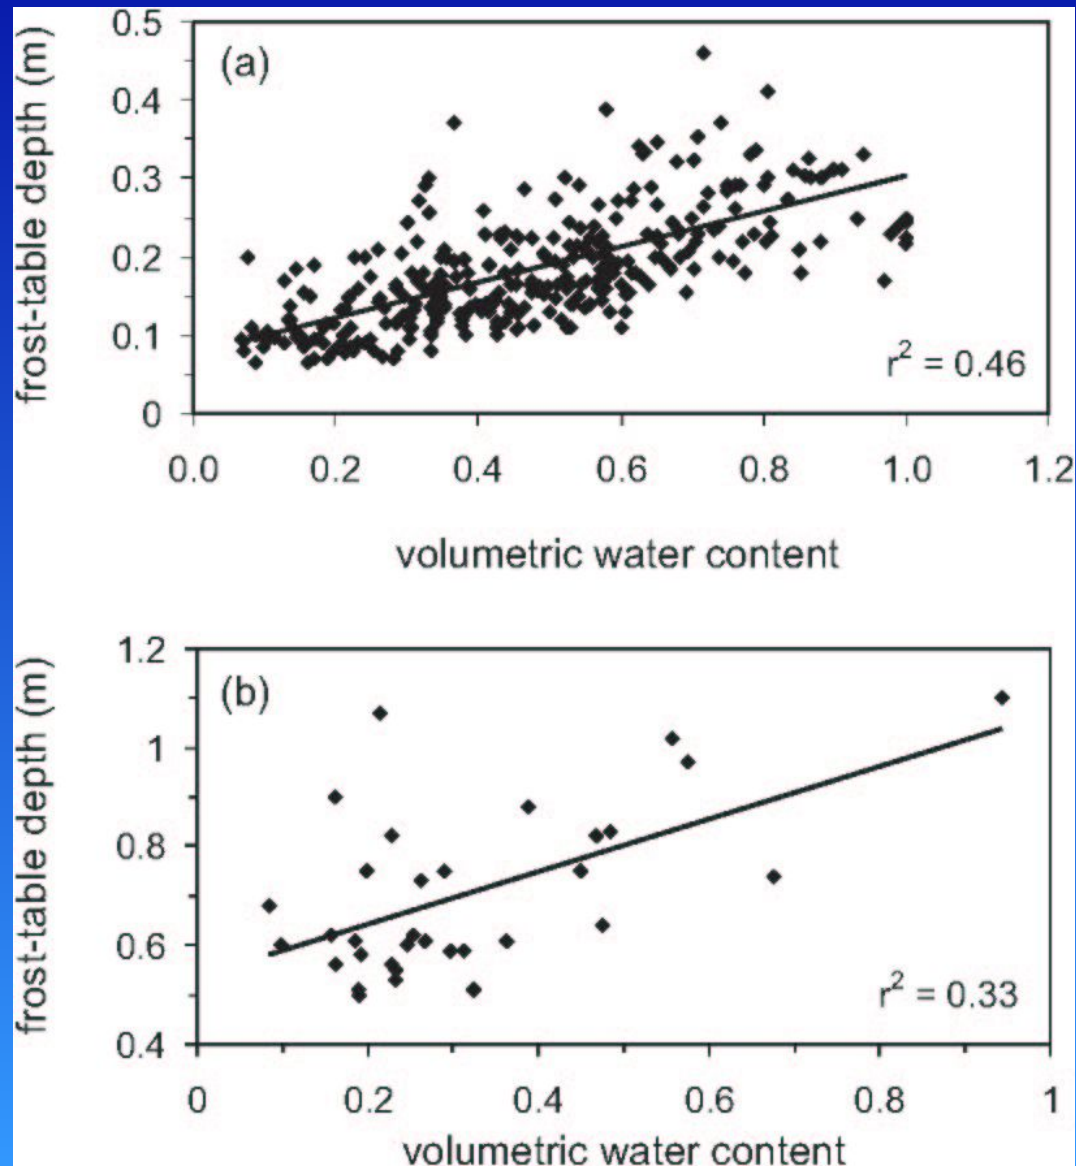 0.5
(a)
0.4
0.3
0.2
0.1
0
frost-table depth (m)
r² = 0.46
0.0 0.2 0.4 0.6 0.8 1.0 1.2
volumetric water content
1.2
(b)
1
0.8
0.6
0.4
frost-table depth (m)
r² = 0.33
0 0.2 0.4 0.6 0.8 1
volumetric water content